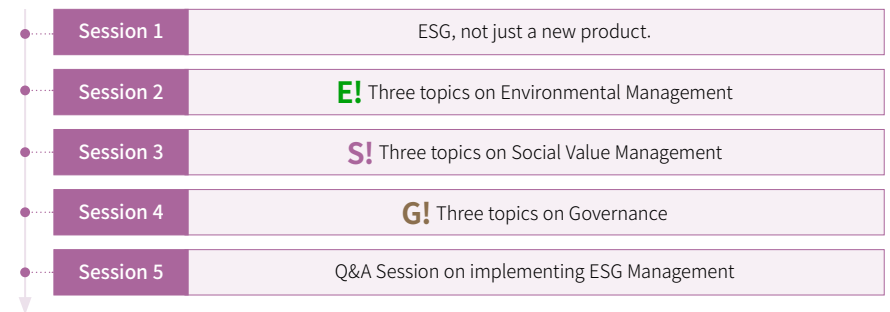 Session 1 ESG, not just a new product.
Session 2 E! Three topics on Environmental Management
Session 3 S! Three topics on Social Value Management
Session 4 G! Three topics on Governance
Session 5 Q&A Session on implementing ESG Management